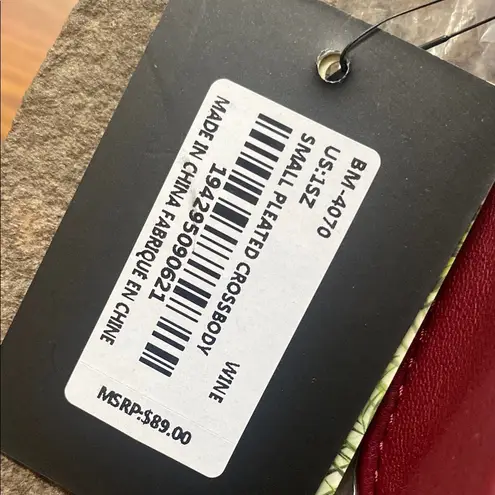 BM-4070
US:1SZ
SMALL PLEATED CROSSBODY
WINE
194295090621
MADE IN CHINA FABRIQUE EN CHINE
MSRP:$89.00